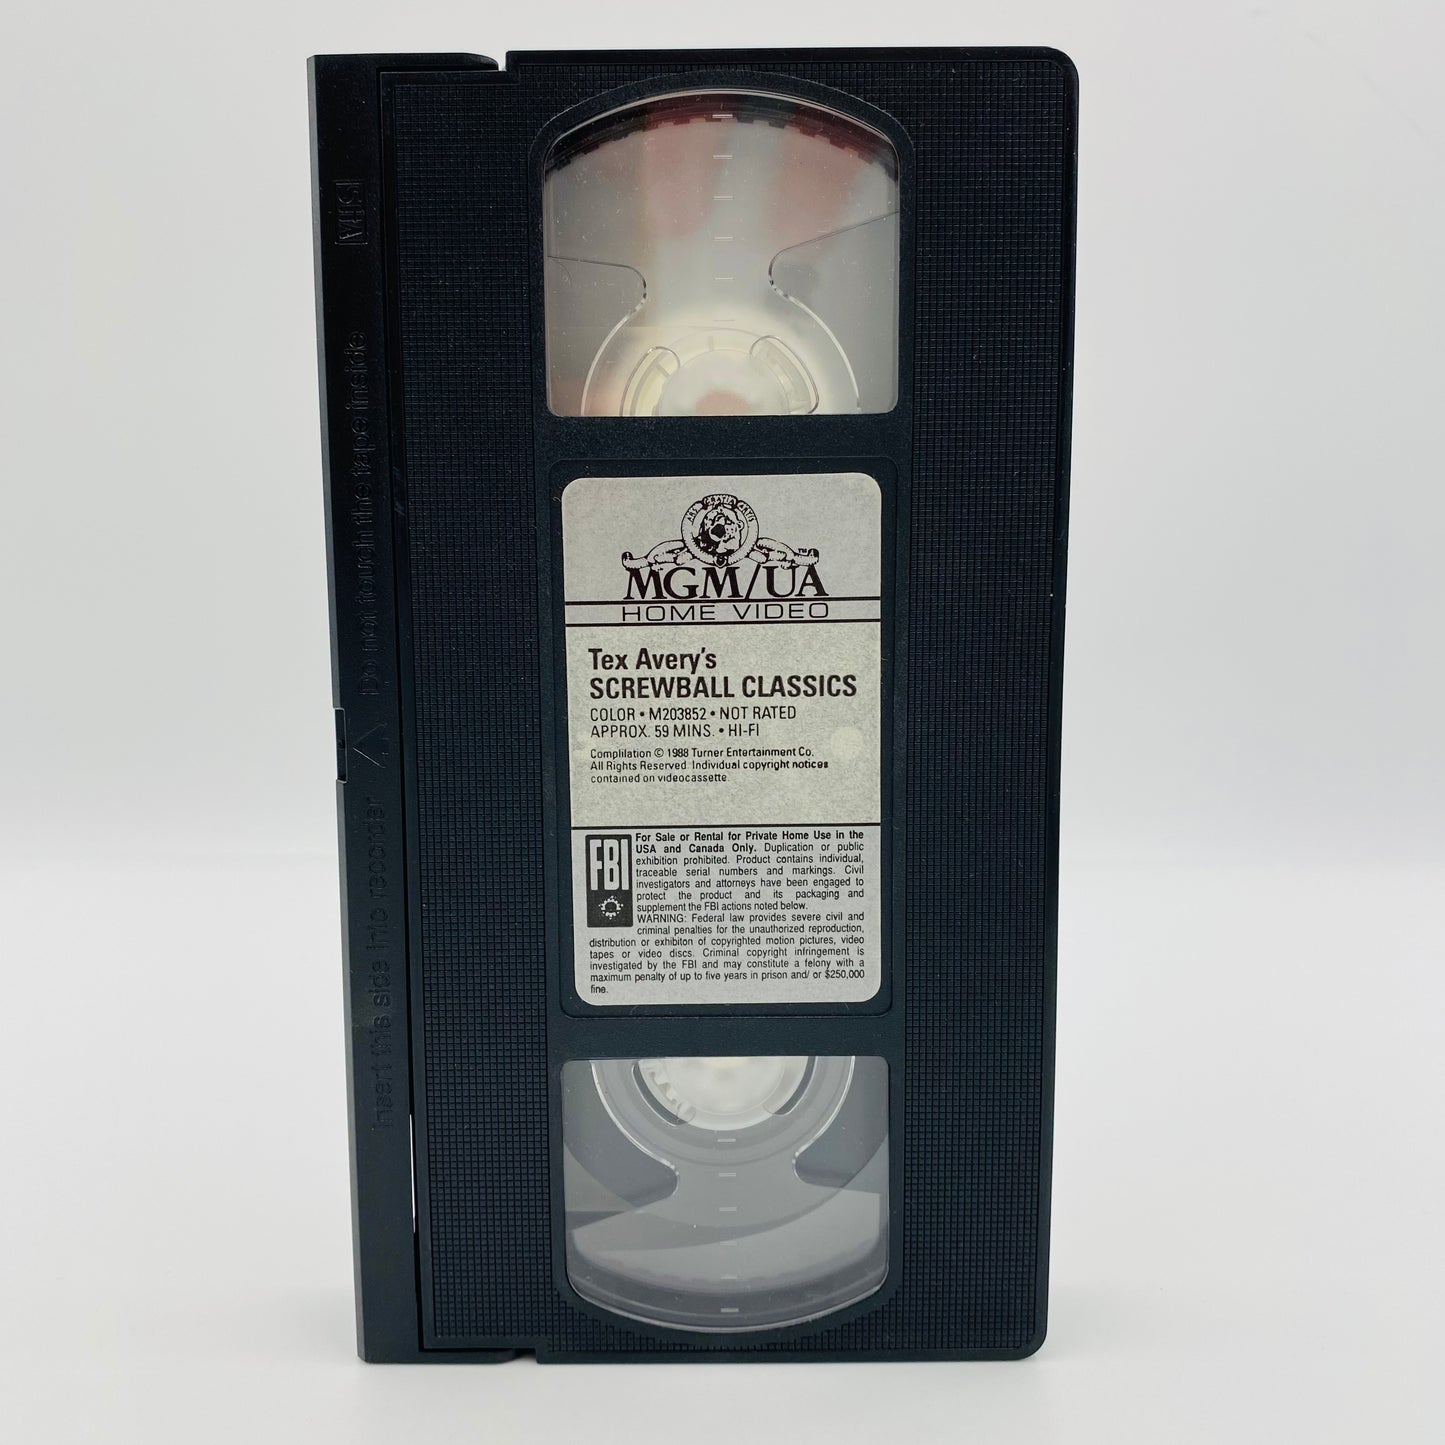 VHS
Do not touch the tape inside
Insert this side into recorder
ARS GRATIA ARTIS
TM
MGM/UA
HOME VIDEO
Tex Avery's
SCREWBALL CLASSICS
COLOR • M203852 • NOT RATED
APPROX. 59 MINS. • HI-FI
Complilation © 1988 Turner Entertainment Co.
All Rights Reserved. Individual copyright notices
contained on videocassette.
FBI
For Sale or Rental for Private Home Use in the
USA and Canada Only. Duplication or public
exhibition prohibited. Product contains individual,
traceable serial numbers and markings. Civil
investigators and attorneys have been engaged to
protect the product and its packaging and
supplement the FBI actions noted below.
WARNING: Federal law provides severe civil and
criminal penalties for the unauthorized reproduction,
distribution or exhibiton of copyrighted motion pictures, video
tapes or video discs. Criminal copyright infringement is
investigated by the FBI and may constitute a felony with a
maximum penalty of up to five years in prison and/ or $250,000
fine.